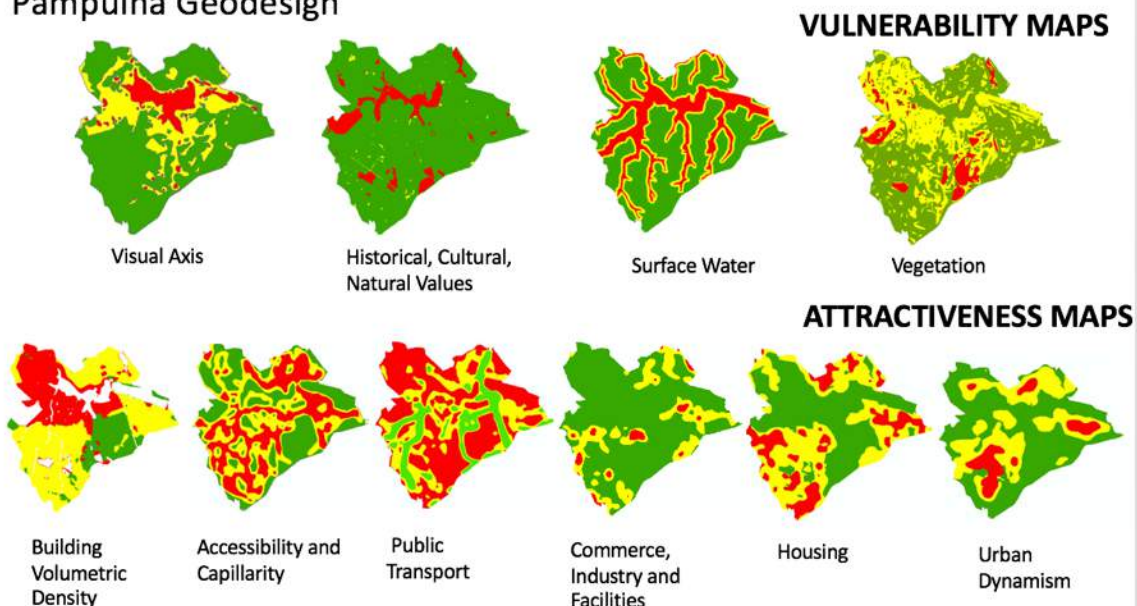 Pampulha Geodesign
VULNERABILITY MAPS
Visual Axis
Historical, Cultural,
Natural Values
Surface Water
Vegetation
ATTRACTIVENESS MAPS
Building
Volumetric
Density
Accessibility and
Capillarity
Public
Transport
Commerce,
Industry and
Facilities
Housing
Urban
Dynamism